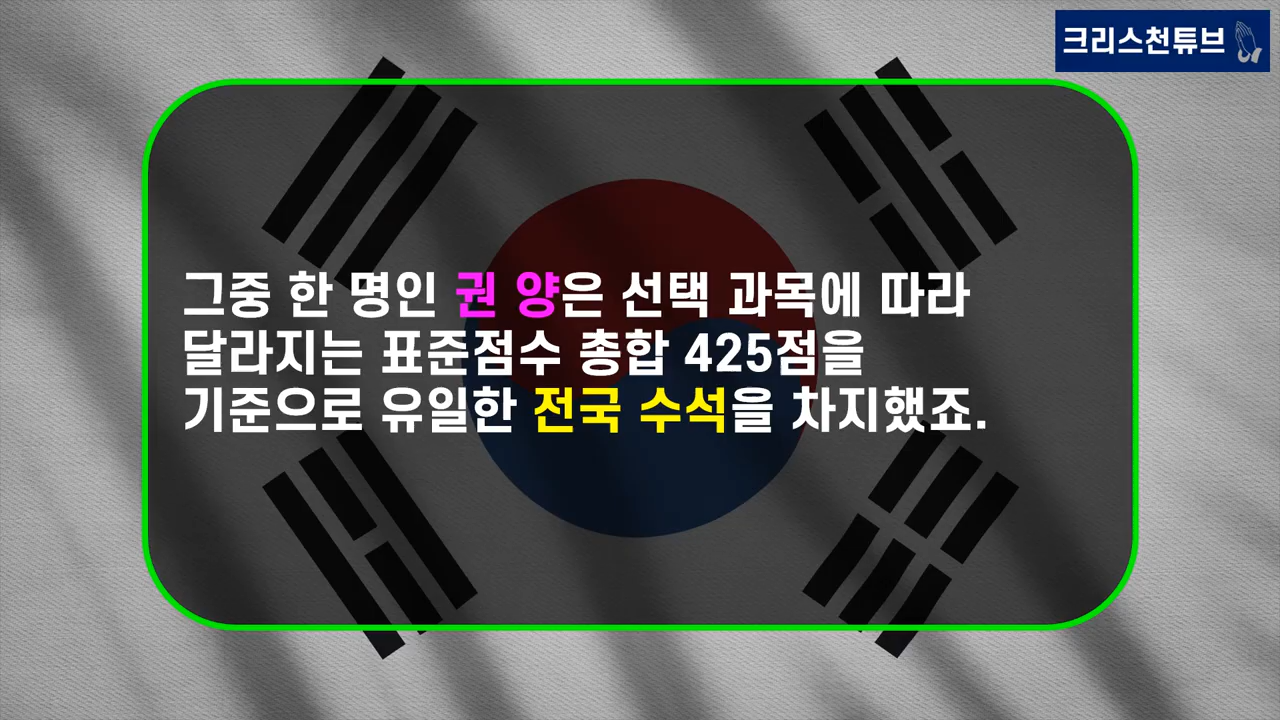 크리스천튜브
그중 한 명인 권 양은 선택 과목에 따라
달라지는 표준점수 총합 425점을
기준으로 유일한 전국 수석을 차지했죠.